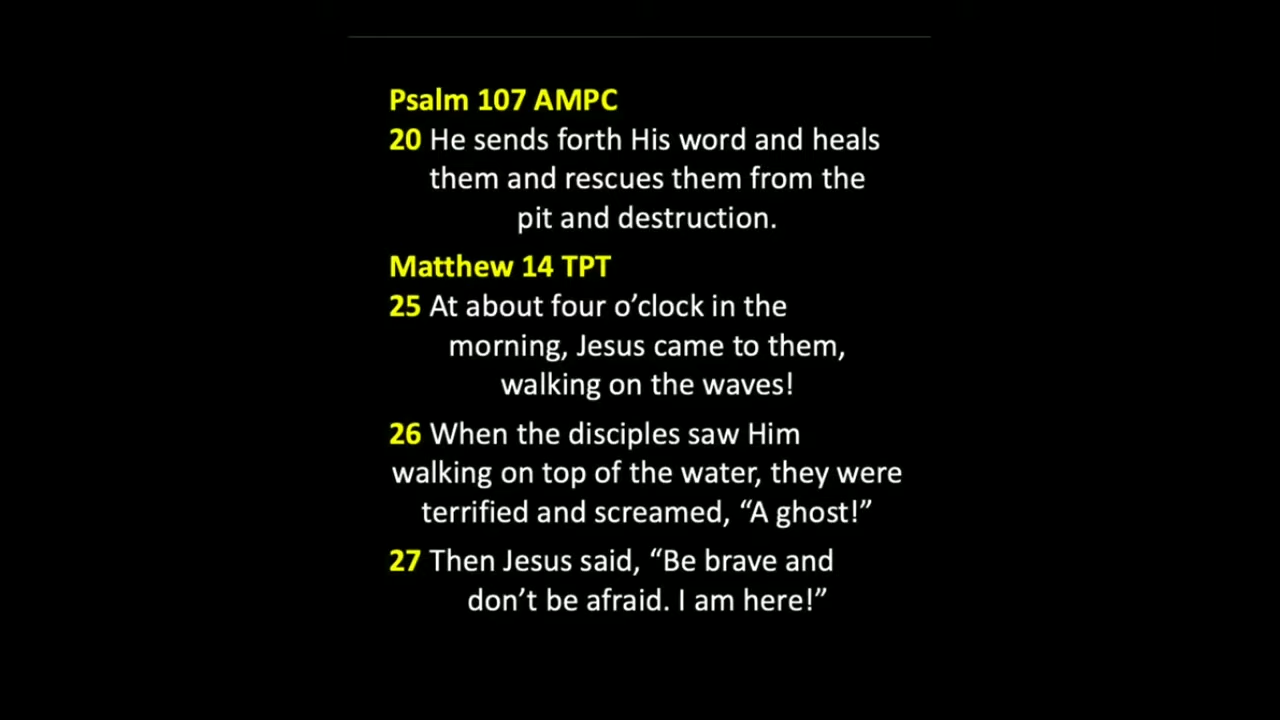 Psalm 107 AMPC
20 He sends forth His word and heals
them and rescues them from the
pit and destruction.
Matthew 14 TPT
25 At about four o’clock in the
morning, Jesus came to them,
walking on the waves!
26 When the disciples saw Him
walking on top of the water, they were
terrified and screamed, “A ghost!”
27 Then Jesus said, “Be brave and
don’t be afraid. I am here!”